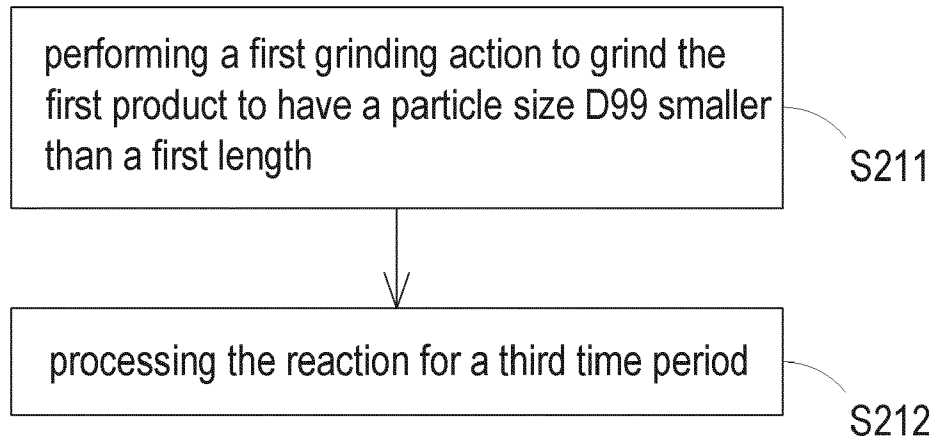 performing a first grinding action to grind the
first product to have a particle size D99 smaller
than a first length
S211
processing the reaction for a third time period
S212